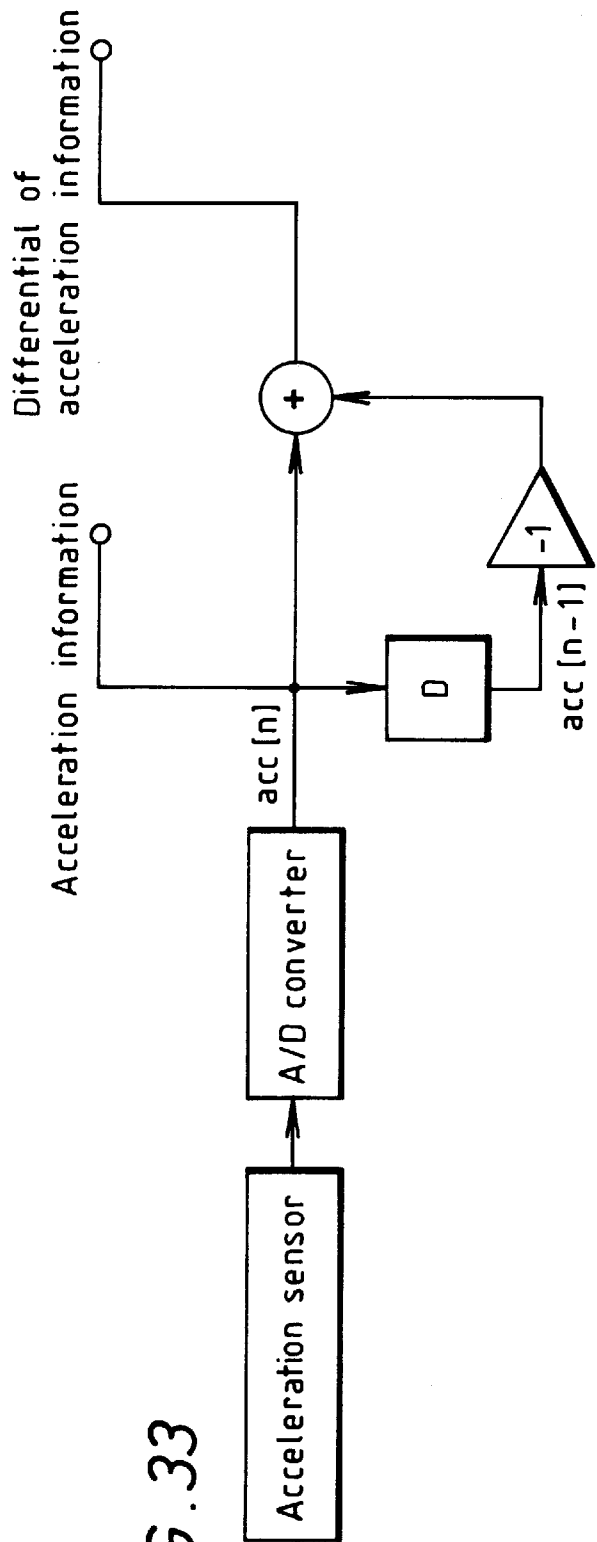 G.33
Acceleration sensor
A/D converter
acc [n]
Acceleration information
Differential of
acceleration information
+
D
-1
acc [n-1]